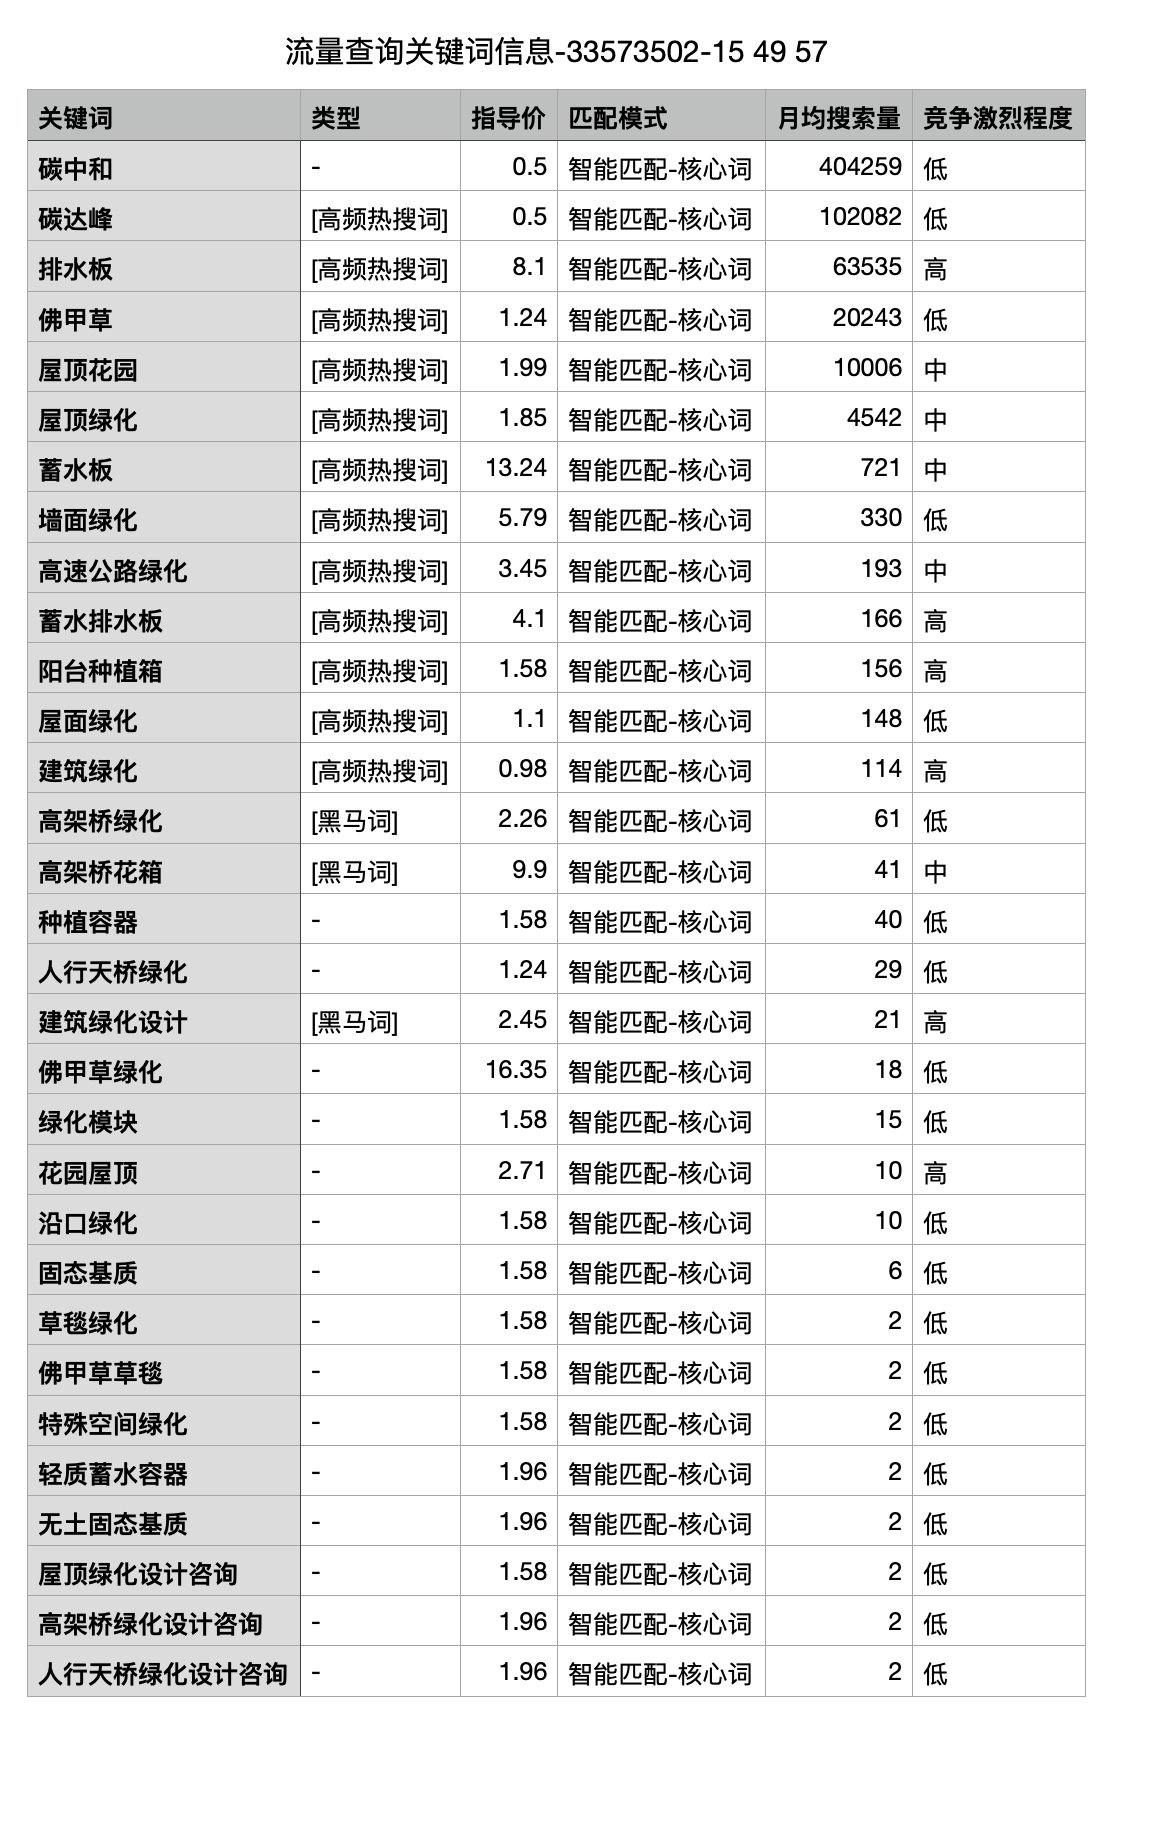 流量查询关键词信息-33573502-15 49 57
关键词 类型 指导价 匹配模式 月均搜索量 竞争激烈程度
碳中和 - 0.5 智能匹配-核心词 404259 低
碳达峰 [高频热搜词] 0.5 智能匹配-核心词 102082 低
排水板 [高频热搜词] 8.1 智能匹配-核心词 63535 高
佛甲草 [高频热搜词] 1.24 智能匹配-核心词 20243 低
屋顶花园 [高频热搜词] 1.99 智能匹配-核心词 10006 中
屋顶绿化 [高频热搜词] 1.85 智能匹配-核心词 4542 中
蓄水板 [高频热搜词] 13.24 智能匹配-核心词 721 中
墙面绿化 [高频热搜词] 5.79 智能匹配-核心词 330 低
高速公路绿化 [高频热搜词] 3.45 智能匹配-核心词 193 中
蓄水排水板 [高频热搜词] 4.1 智能匹配-核心词 166 高
阳台种植箱 [高频热搜词] 1.58 智能匹配-核心词 156 高
屋面绿化 [高频热搜词] 1.1 智能匹配-核心词 148 低
建筑绿化 [高频热搜词] 0.98 智能匹配-核心词 114 高
高架桥绿化 [黑马词] 2.26 智能匹配-核心词 61 低
高架桥花箱 [黑马词] 9.9 智能匹配-核心词 41 中
种植容器 - 1.58 智能匹配-核心词 40 低
人行天桥绿化 - 1.24 智能匹配-核心词 29 低
建筑绿化设计 [黑马词] 2.45 智能匹配-核心词 21 高
佛甲草绿化 - 16.35 智能匹配-核心词 18 低
绿化模块 - 1.58 智能匹配-核心词 15 低
花园屋顶 - 2.71 智能匹配-核心词 10 高
沿口绿化 - 1.58 智能匹配-核心词 10 低
固态基质 - 1.58 智能匹配-核心词 6 低
草毯绿化 - 1.58 智能匹配-核心词 2 低
佛甲草草毯 - 1.58 智能匹配-核心词 2 低
特殊空间绿化 - 1.58 智能匹配-核心词 2 低
轻质蓄水容器 - 1.96 智能匹配-核心词 2 低
无土固态基质 - 1.96 智能匹配-核心词 2 低
屋顶绿化设计咨询 - 1.58 智能匹配-核心词 2 低
高架桥绿化设计咨询 - 1.96 智能匹配-核心词 2 低
人行天桥绿化设计咨询 - 1.96 智能匹配-核心词 2 低